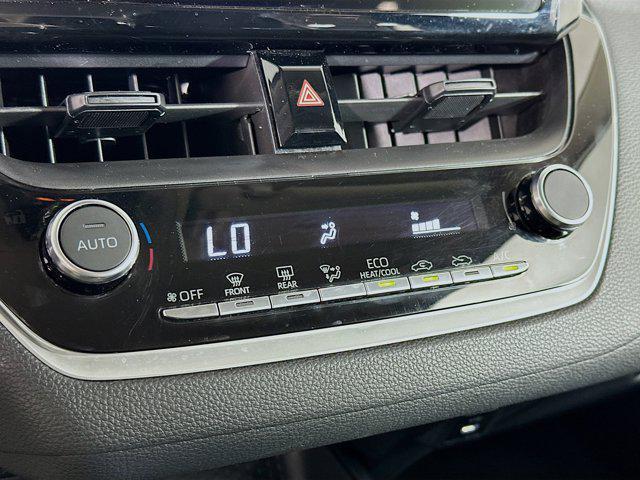 AUTO
LO
OFF
FRONT
REAR
ECO
HEAT/COOL
A/C